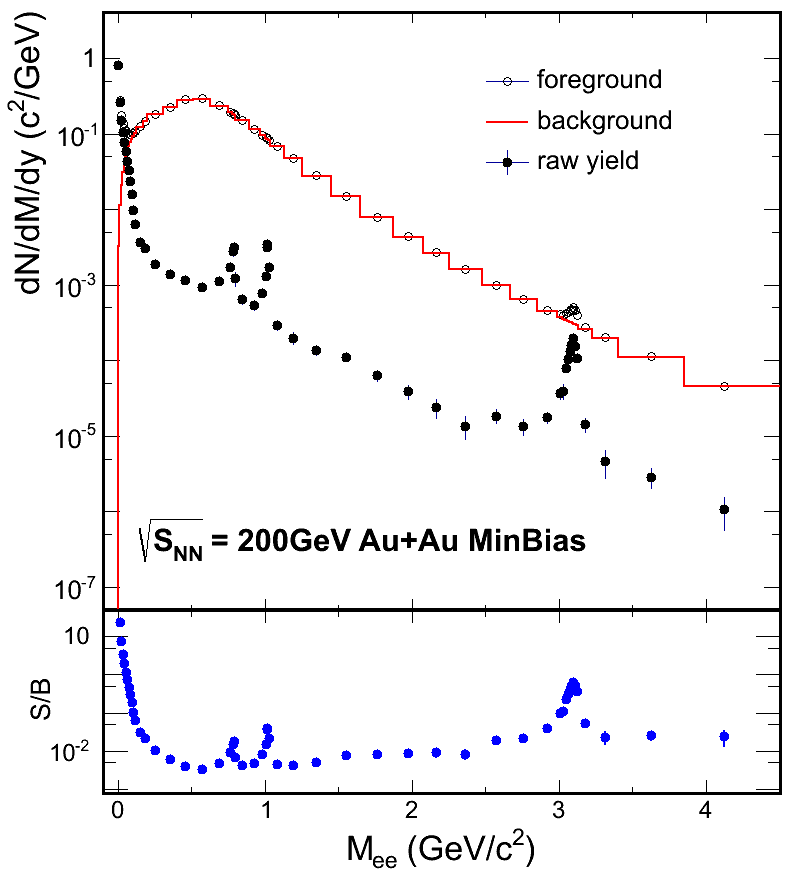 dN/dM/dy (c²/GeV)
1
10⁻¹
10⁻³
10⁻⁵
10⁻⁷
foreground
background
raw yield
√S_NN = 200GeV Au+Au MinBias
S/B
10
10⁻²
0 1 2 3 4
M_ee (GeV/c²)